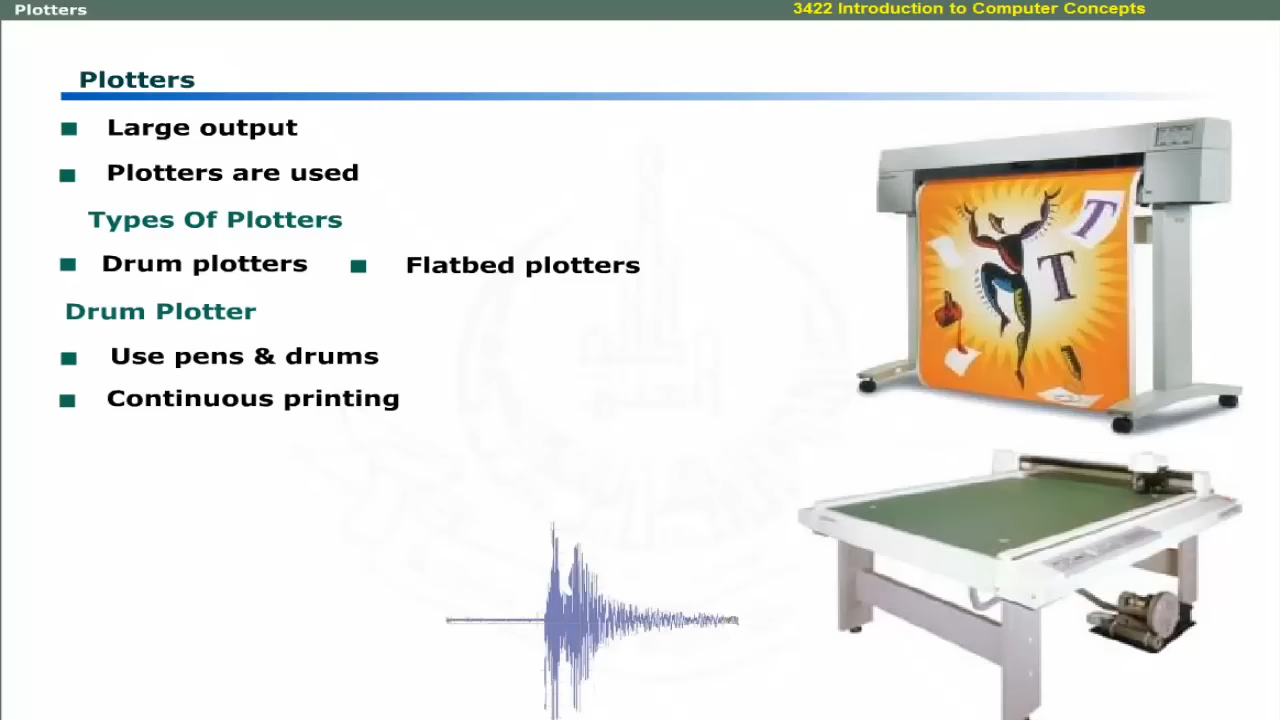 Plotters
3422 Introduction to Computer Concepts
Plotters
Large output
Plotters are used
Types Of Plotters
Drum plotters
Flatbed plotters
Drum Plotter
Use pens & drums
Continuous printing
T
T